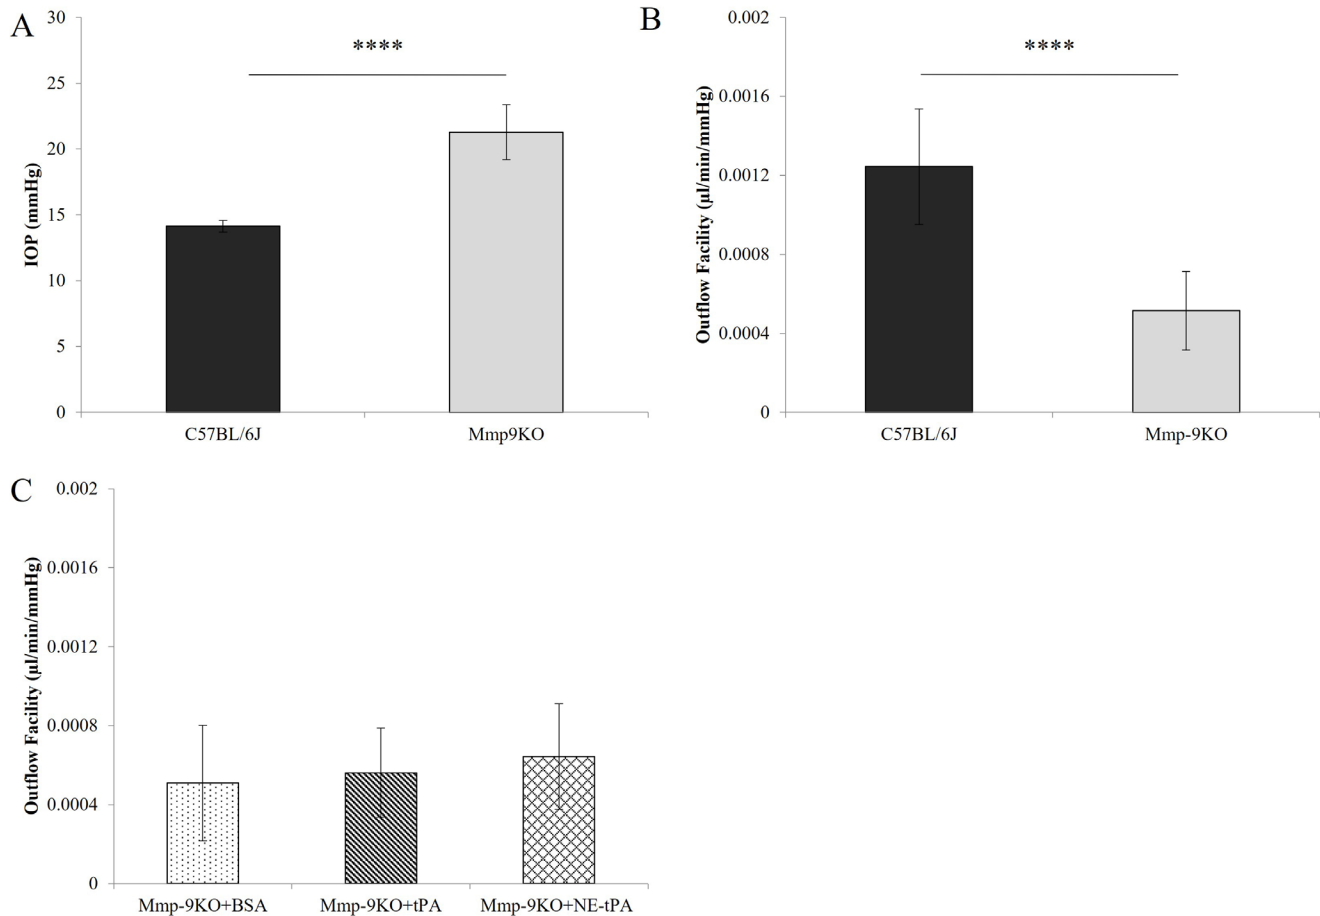 A
30
25
20
15
10
5
0
IOP (mmHg)
****
C57BL/6J
Mmp9KO
B
0.002
0.0016
0.0012
0.0008
0.0004
0
Outflow Facility (µl/min/mmHg)
****
C57BL/6J
Mmp-9KO
C
0.002
0.0016
0.0012
0.0008
0.0004
0
Outflow Facility (µl/min/mmHg)
Mmp-9KO+BSA
Mmp-9KO+tPA
Mmp-9KO+NE-tPA